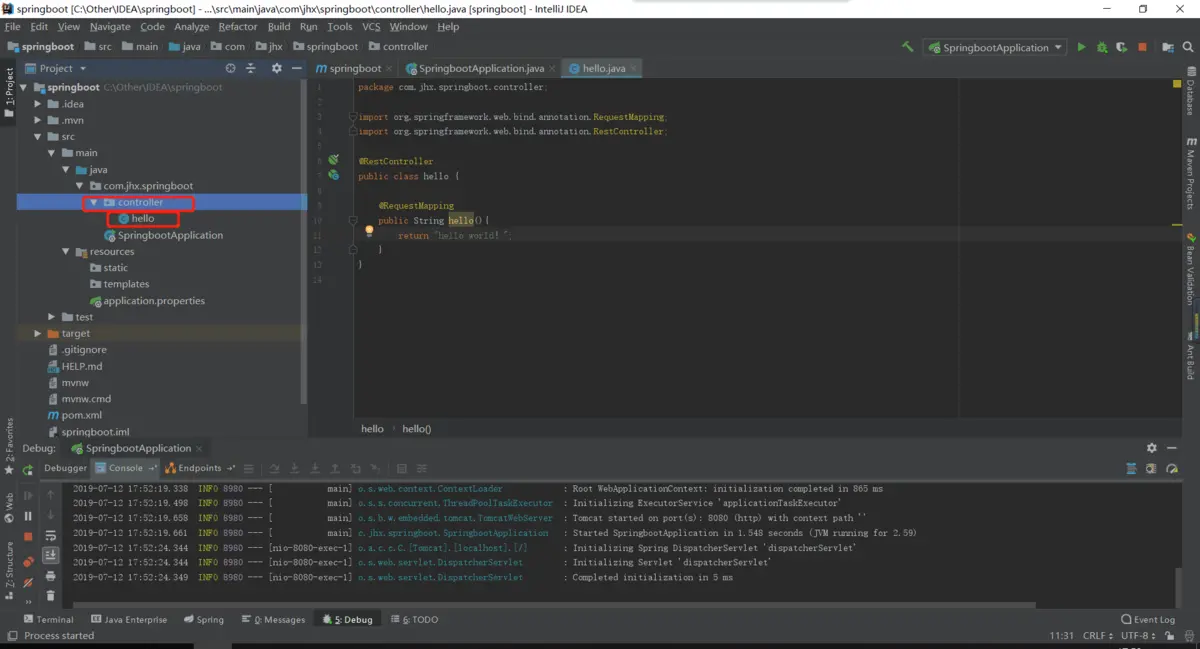 springboot [C:\Other\IDEA\springboot] - ...\src\main\java\com\jhx\springboot\controller\hello.java [springboot] - IntelliJ IDEA
File Edit View Navigate Code Analyze Refactor Build Run Tools VCS Window Help
springboot src main java com jhx springboot controller SpringbootApplication
1: Project
Project
springboot SpringbootApplication.java hello.java
springboot C:\Other\IDEA\springboot
.idea
.mvn
src
main
java
com.jhx.springboot
controller
hello
SpringbootApplication
resources
static
templates
application.properties
test
target
.gitignore
HELP.md
mvnw
mvnw.cmd
pom.xml
springboot.iml
1 package com.jhx.springboot.controller;
2
3 import org.springframework.web.bind.annotation.RequestMapping;
4 import org.springframework.web.bind.annotation.RestController;
5
6 @RestController
7 public class hello {
8
9 @RequestMapping
10 public String hello(){
11 return "hello world! ";
12 }
13 }
14
hello hello()
Database
Maven Projects
Bean Validation
Ant Build
2: Favorites
Web
Z: Structure
Debug: SpringbootApplication
Debugger Console Endpoints
2019-07-12 17:52:19.338 INFO 8980 --- [ main] o.s.web.context.ContextLoader : Root WebApplicationContext: initialization completed in 865 ms
2019-07-12 17:52:19.498 INFO 8980 --- [ main] o.s.s.concurrent.ThreadPoolTaskExecutor : Initializing ExecutorService 'applicationTaskExecutor'
2019-07-12 17:52:19.658 INFO 8980 --- [ main] o.s.b.w.embedded.tomcat.TomcatWebServer : Tomcat started on port(s): 8080 (http) with context path ''
2019-07-12 17:52:19.661 INFO 8980 --- [ main] c.jhx.springboot.SpringbootApplication : Started SpringbootApplication in 1.548 seconds (JVM running for 2.59)
2019-07-12 17:52:24.344 INFO 8980 --- [nio-8080-exec-1] o.a.c.c.C.[Tomcat].[localhost].[/] : Initializing Spring DispatcherServlet 'dispatcherServlet'
2019-07-12 17:52:24.344 INFO 8980 --- [nio-8080-exec-1] o.s.web.servlet.DispatcherServlet : Initializing Servlet 'dispatcherServlet'
2019-07-12 17:52:24.349 INFO 8980 --- [nio-8080-exec-1] o.s.web.servlet.DispatcherServlet : Completed initialization in 5 ms
Terminal Java Enterprise Spring 0: Messages 5: Debug 6: TODO Event Log
Process started 11:31 CRLF UTF-8